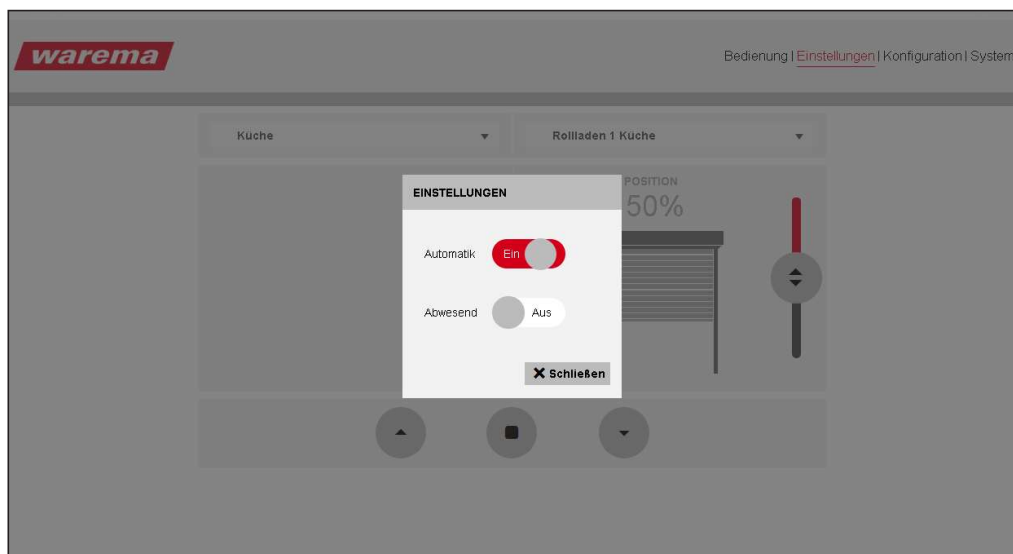 warema
Bedienung | Einstellungen | Konfiguration | System
Küche
Rollladen 1 Küche
POSITION
50%
EINSTELLUNGEN
Automatik Ein
Abwesend Aus
Schließen